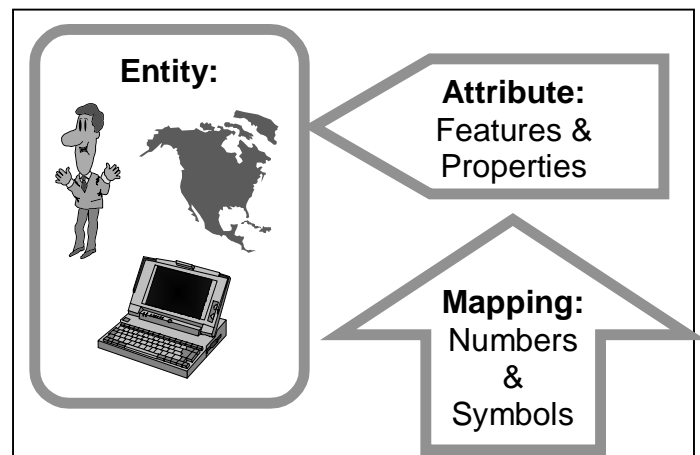 Entity:
Attribute:
Features &
Properties
Mapping:
Numbers
&
Symbols